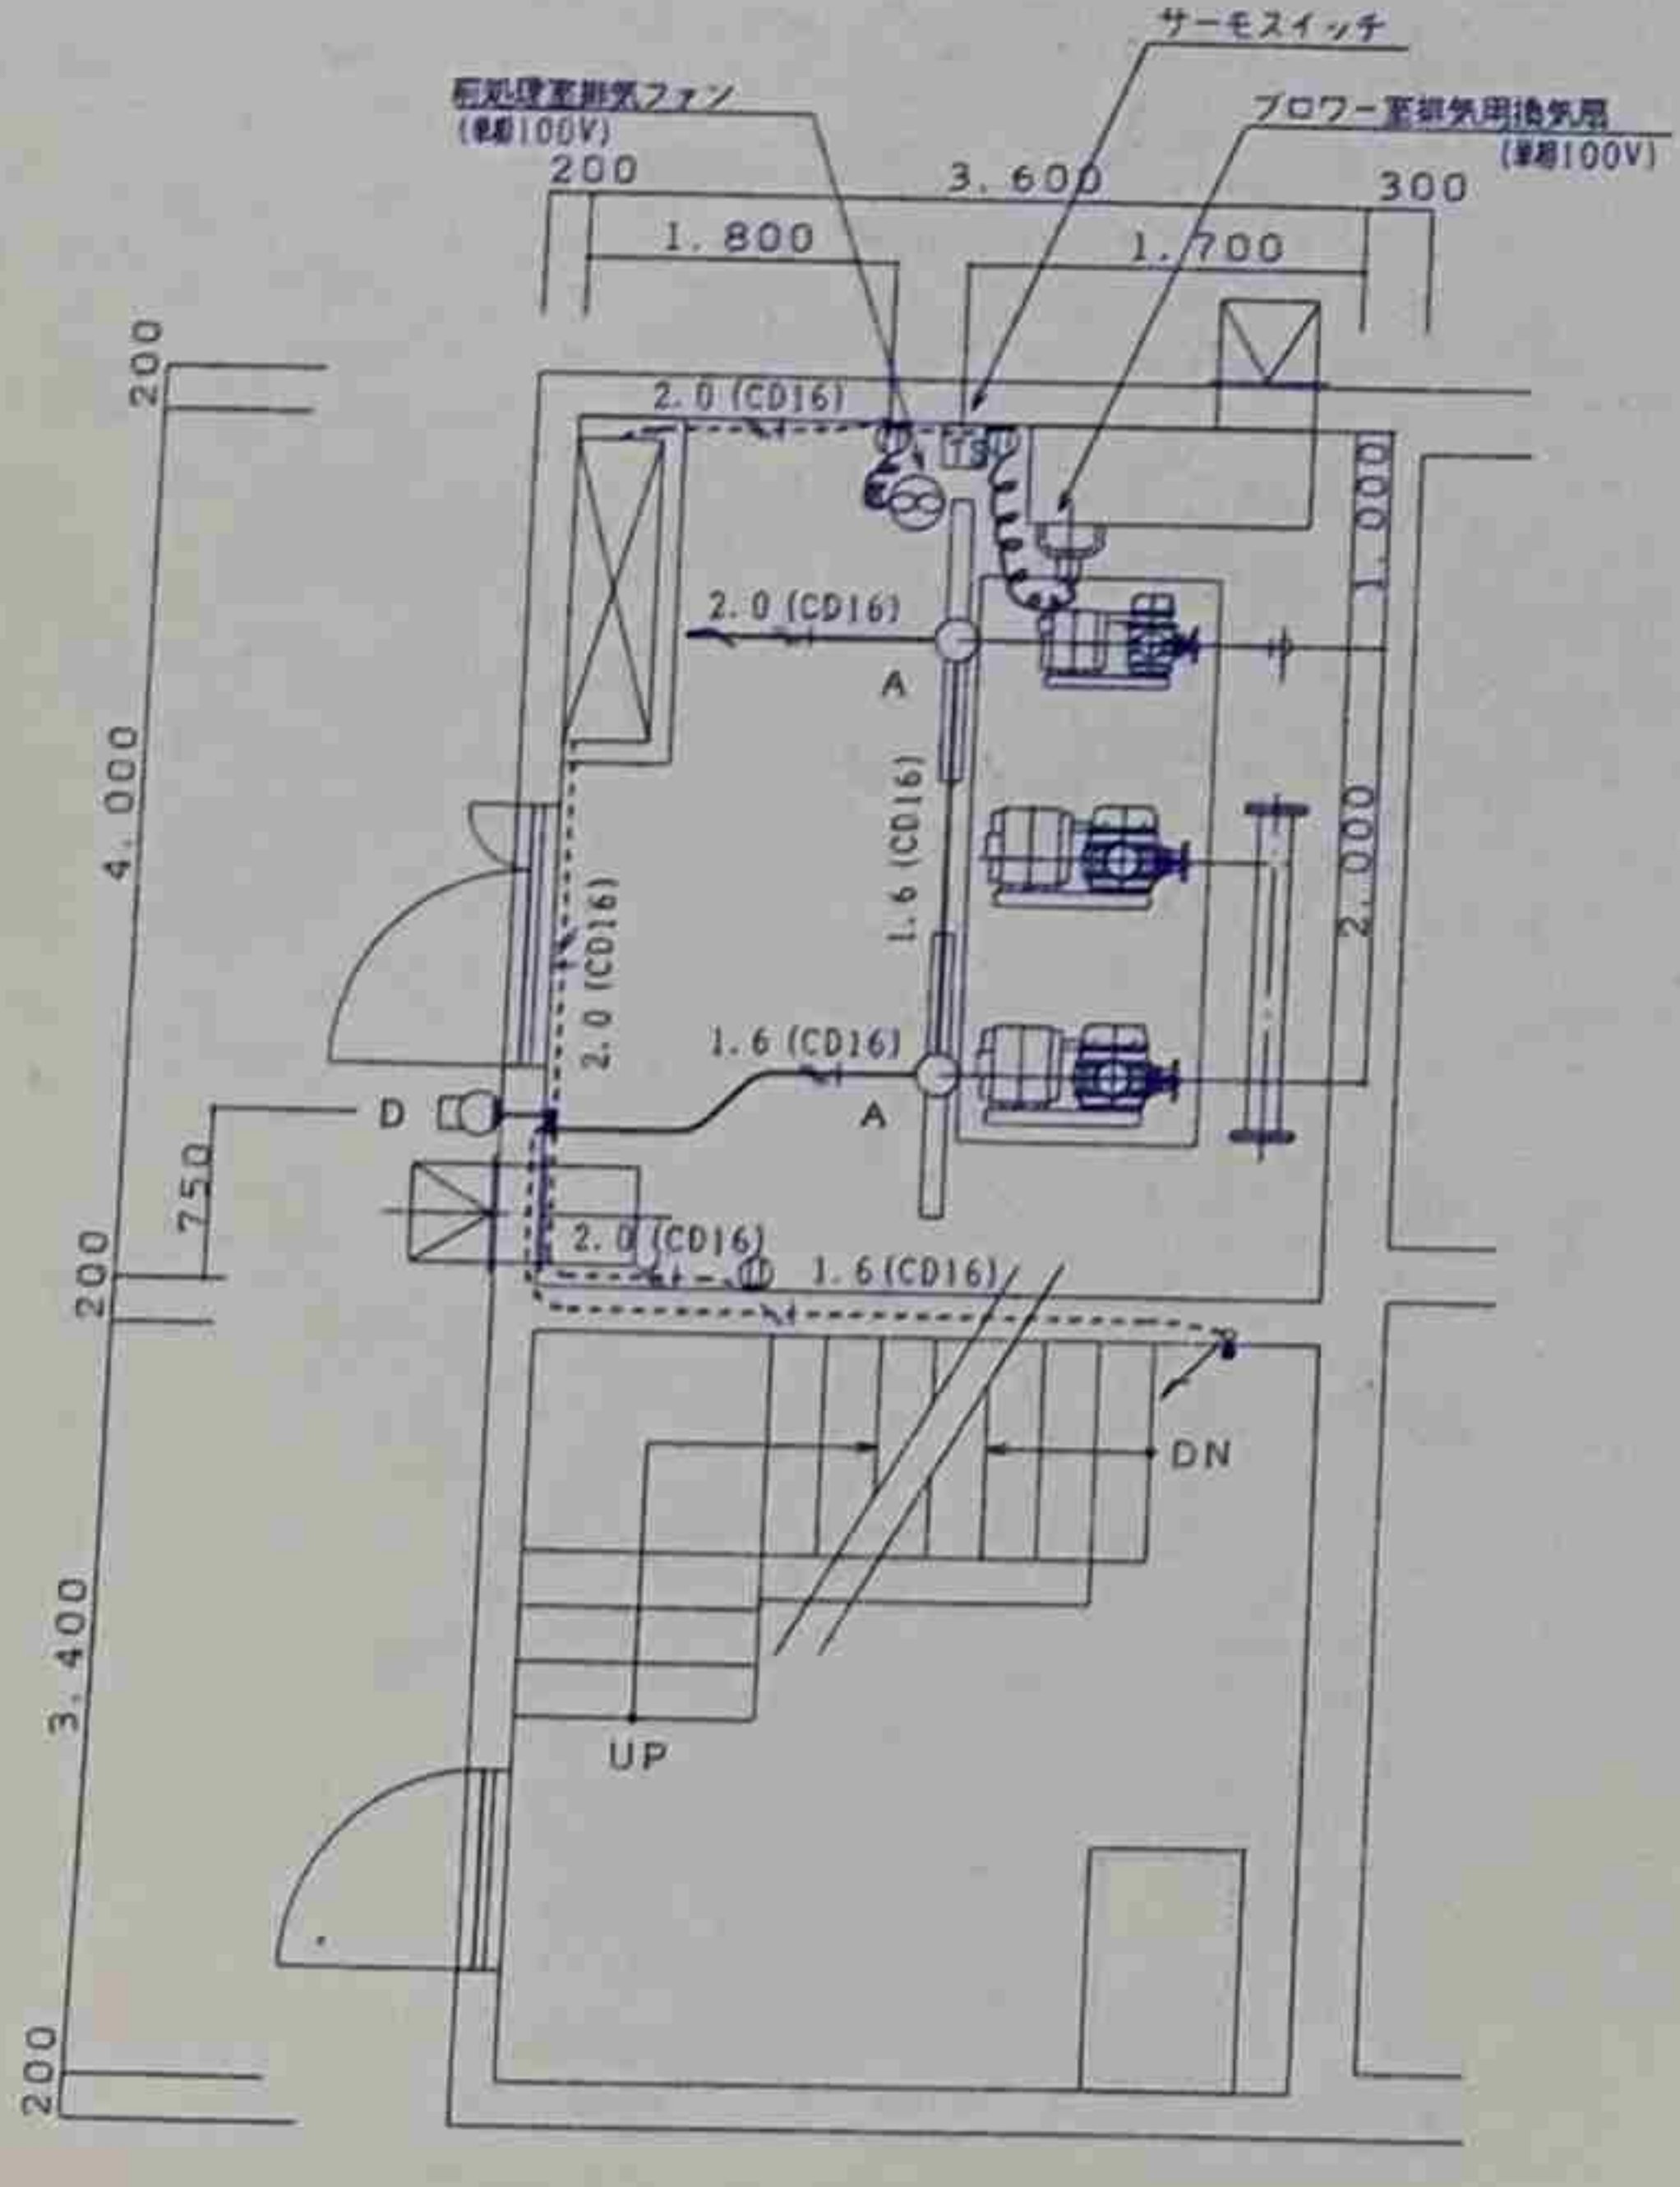 サーモスイッチ
前処理室排気ファン
(単相100V)
ブロワー室排気用換気扇
(単相100V)
200
3.600
300
1.800
1.700
200
2.0 (CD16)
TS
1.000
2.0 (CD16)
A
4.000
1.6 (CD16)
2.000
2.0 (CD16)
1.6 (CD16)
D
A
750
200
2.0 (CD16)
1.6 (CD16)
DN
3.400
UP
200